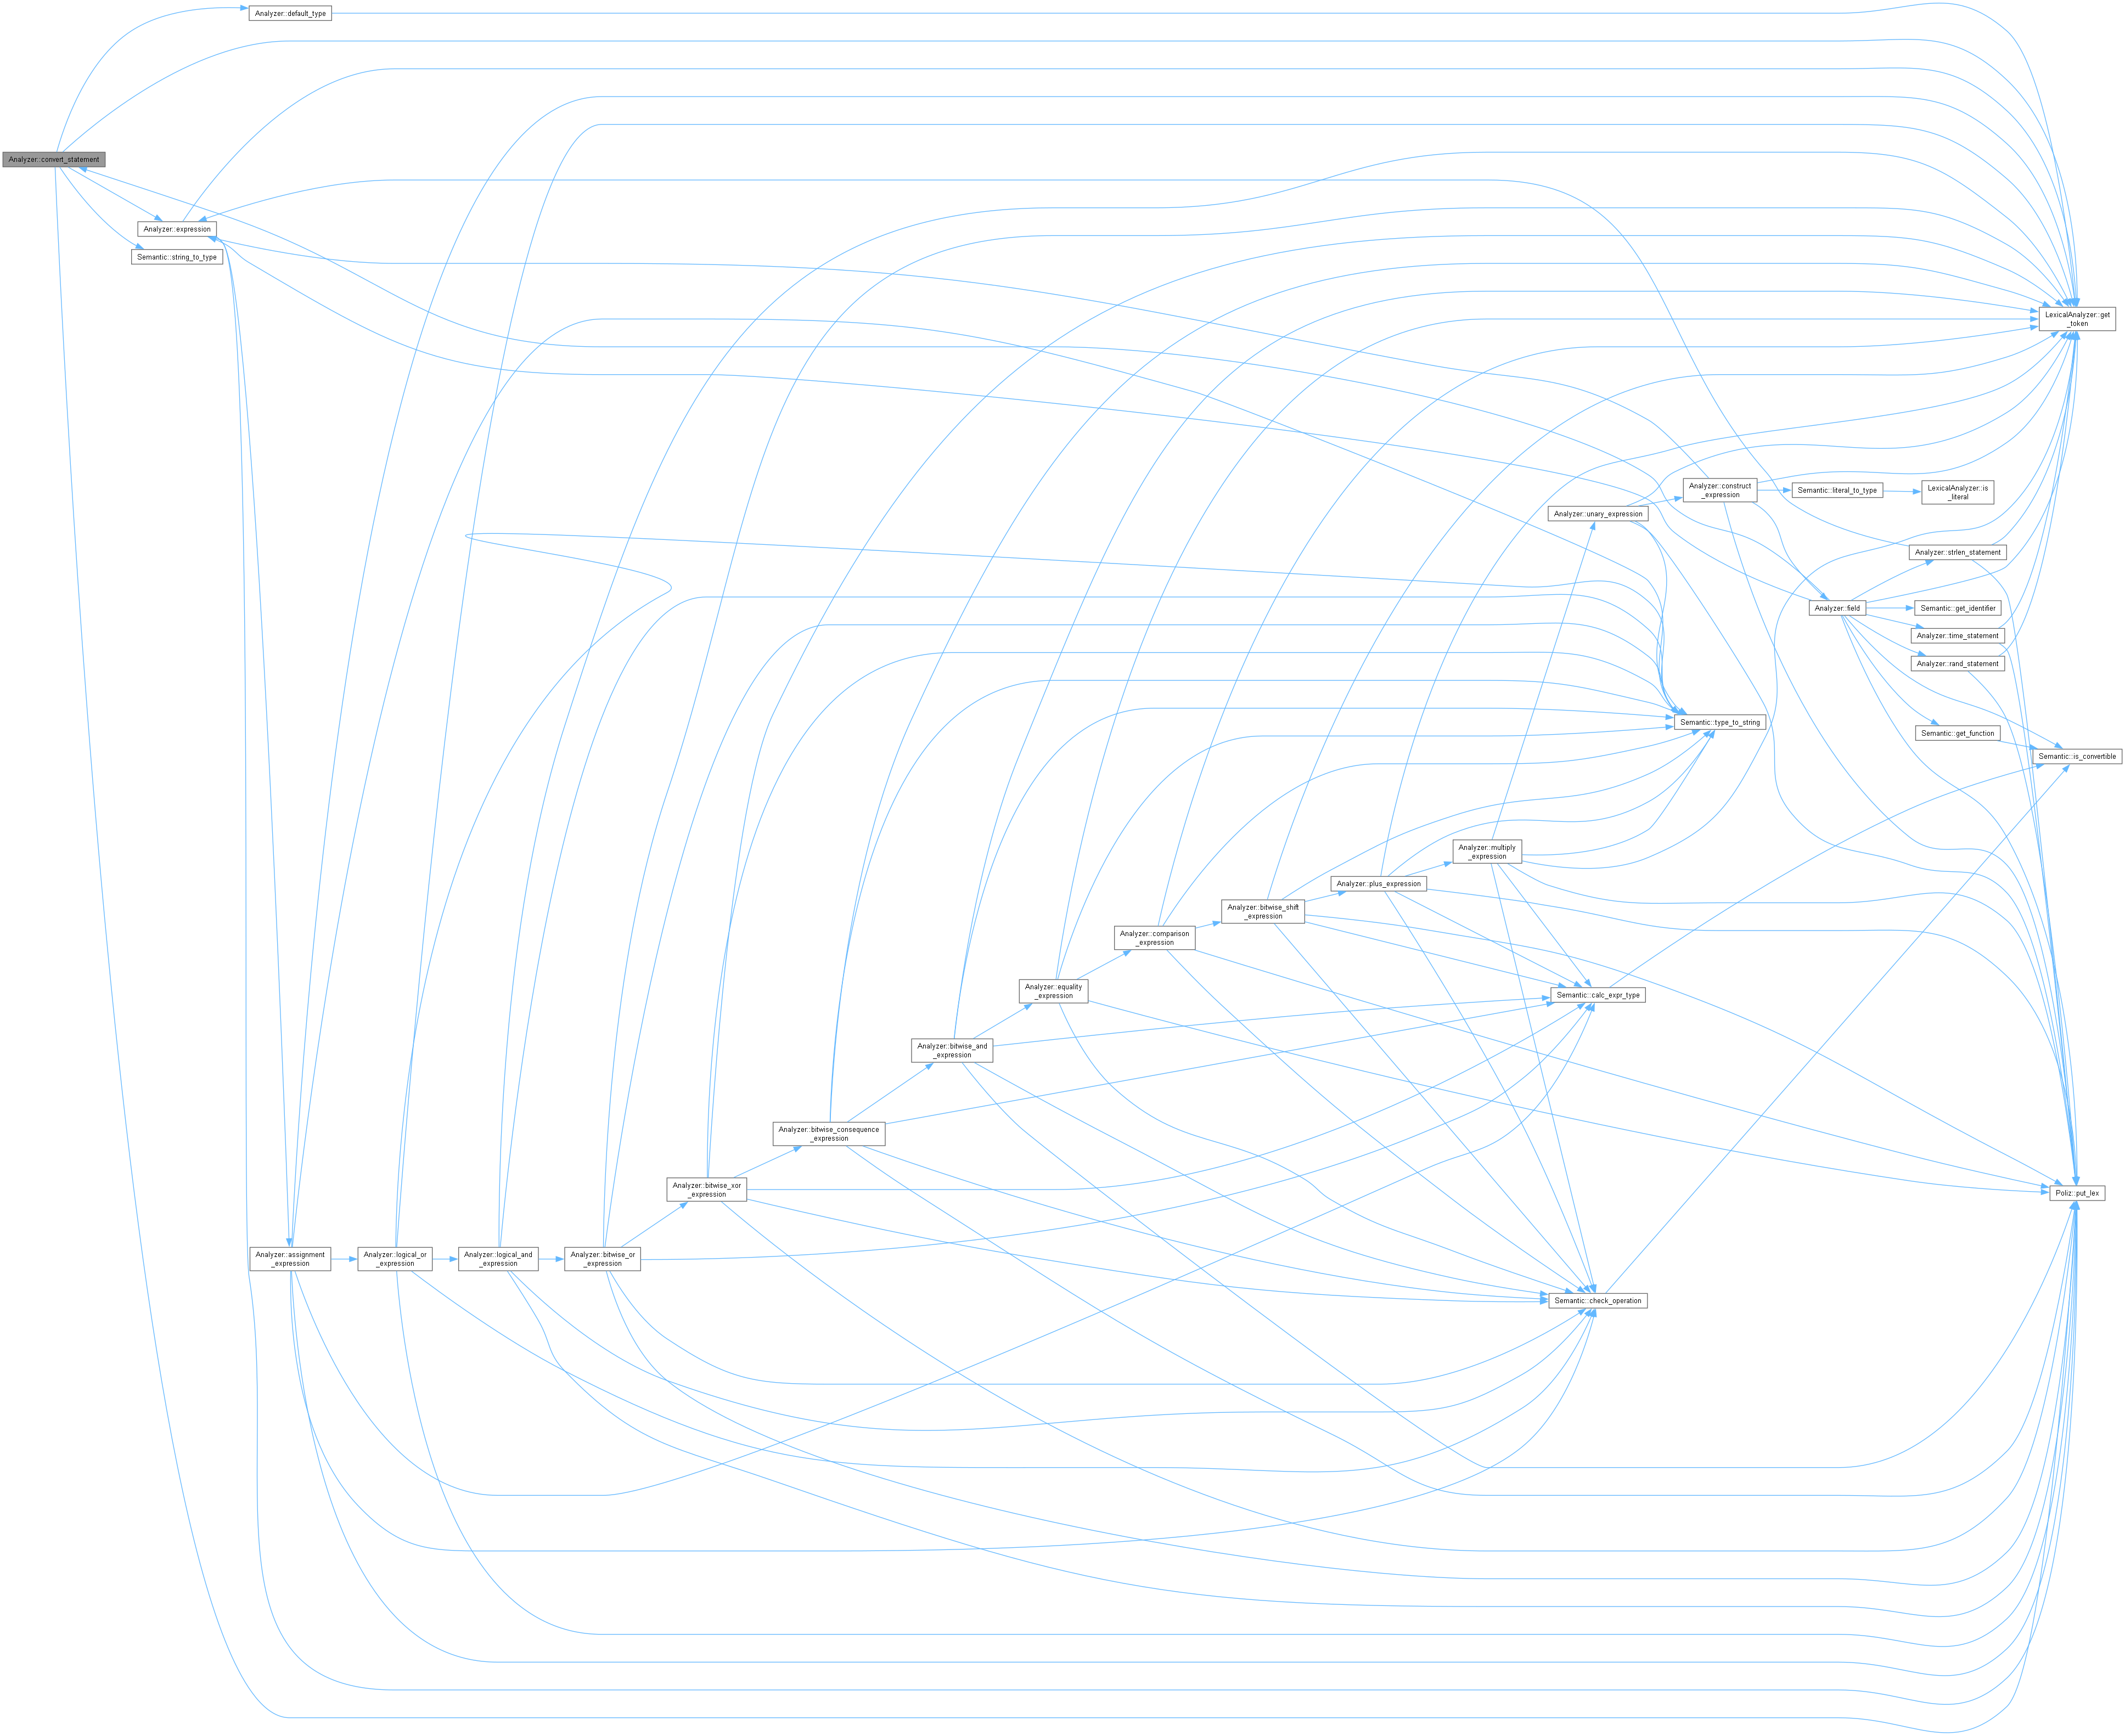 Analyzer::default_type
Analyzer::convert_statement
Analyzer::expression
Semantic::string_to_type
LexicalAnalyzer::get
_token
Analyzer::construct
_expression
Semantic::literal_to_type
LexicalAnalyzer::is
_literal
Analyzer::unary_expression
Analyzer::strlen_statement
Analyzer::field
Semantic::get_identifier
Analyzer::time_statement
Analyzer::rand_statement
Semantic::type_to_string
Semantic::get_function
Semantic::is_convertible
Analyzer::multiply
_expression
Analyzer::plus_expression
Analyzer::bitwise_shift
_expression
Analyzer::comparison
_expression
Analyzer::equality
_expression
Semantic::calc_expr_type
Analyzer::bitwise_and
_expression
Analyzer::bitwise_consequence
_expression
Analyzer::bitwise_xor
_expression
Poliz::put_lex
Analyzer::assignment
_expression
Analyzer::logical_or
_expression
Analyzer::logical_and
_expression
Analyzer::bitwise_or
_expression
Semantic::check_operation